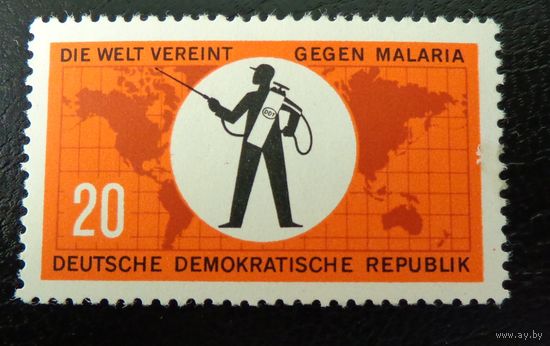 DIE WELT VEREINT GEGEN MALARIA
DDT
20
DEUTSCHE DEMOKRATISCHE REPUBLIK
www.ay.by